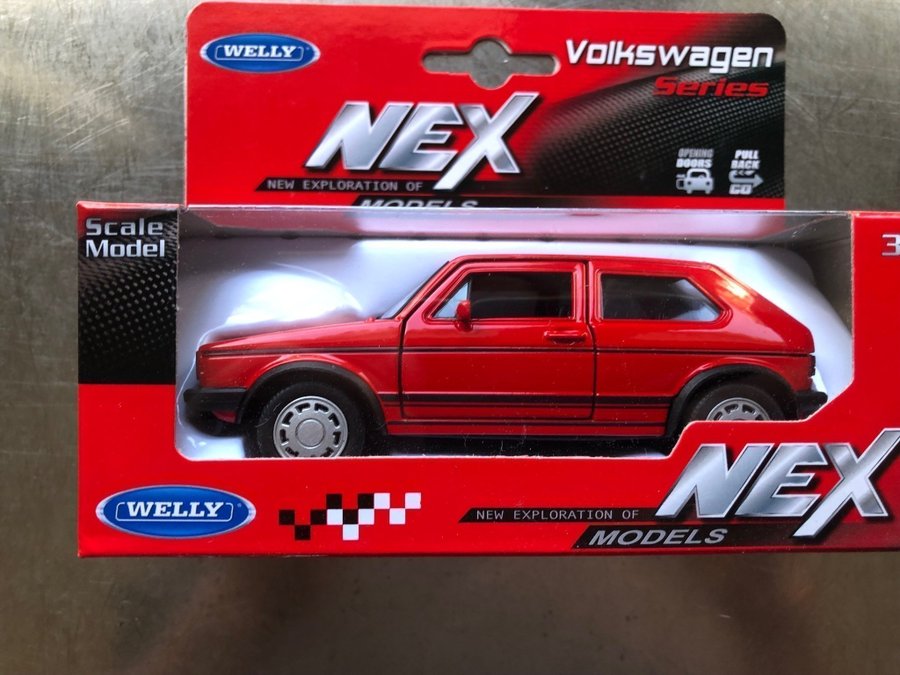 WELLY
Volkswagen
Series
NEX
NEW EXPLORATION OF
MODELS
OPENING
DOORS
PULL
BACK
GO
Scale
Model
3
WELLY
NEX
NEW EXPLORATION OF
MODELS